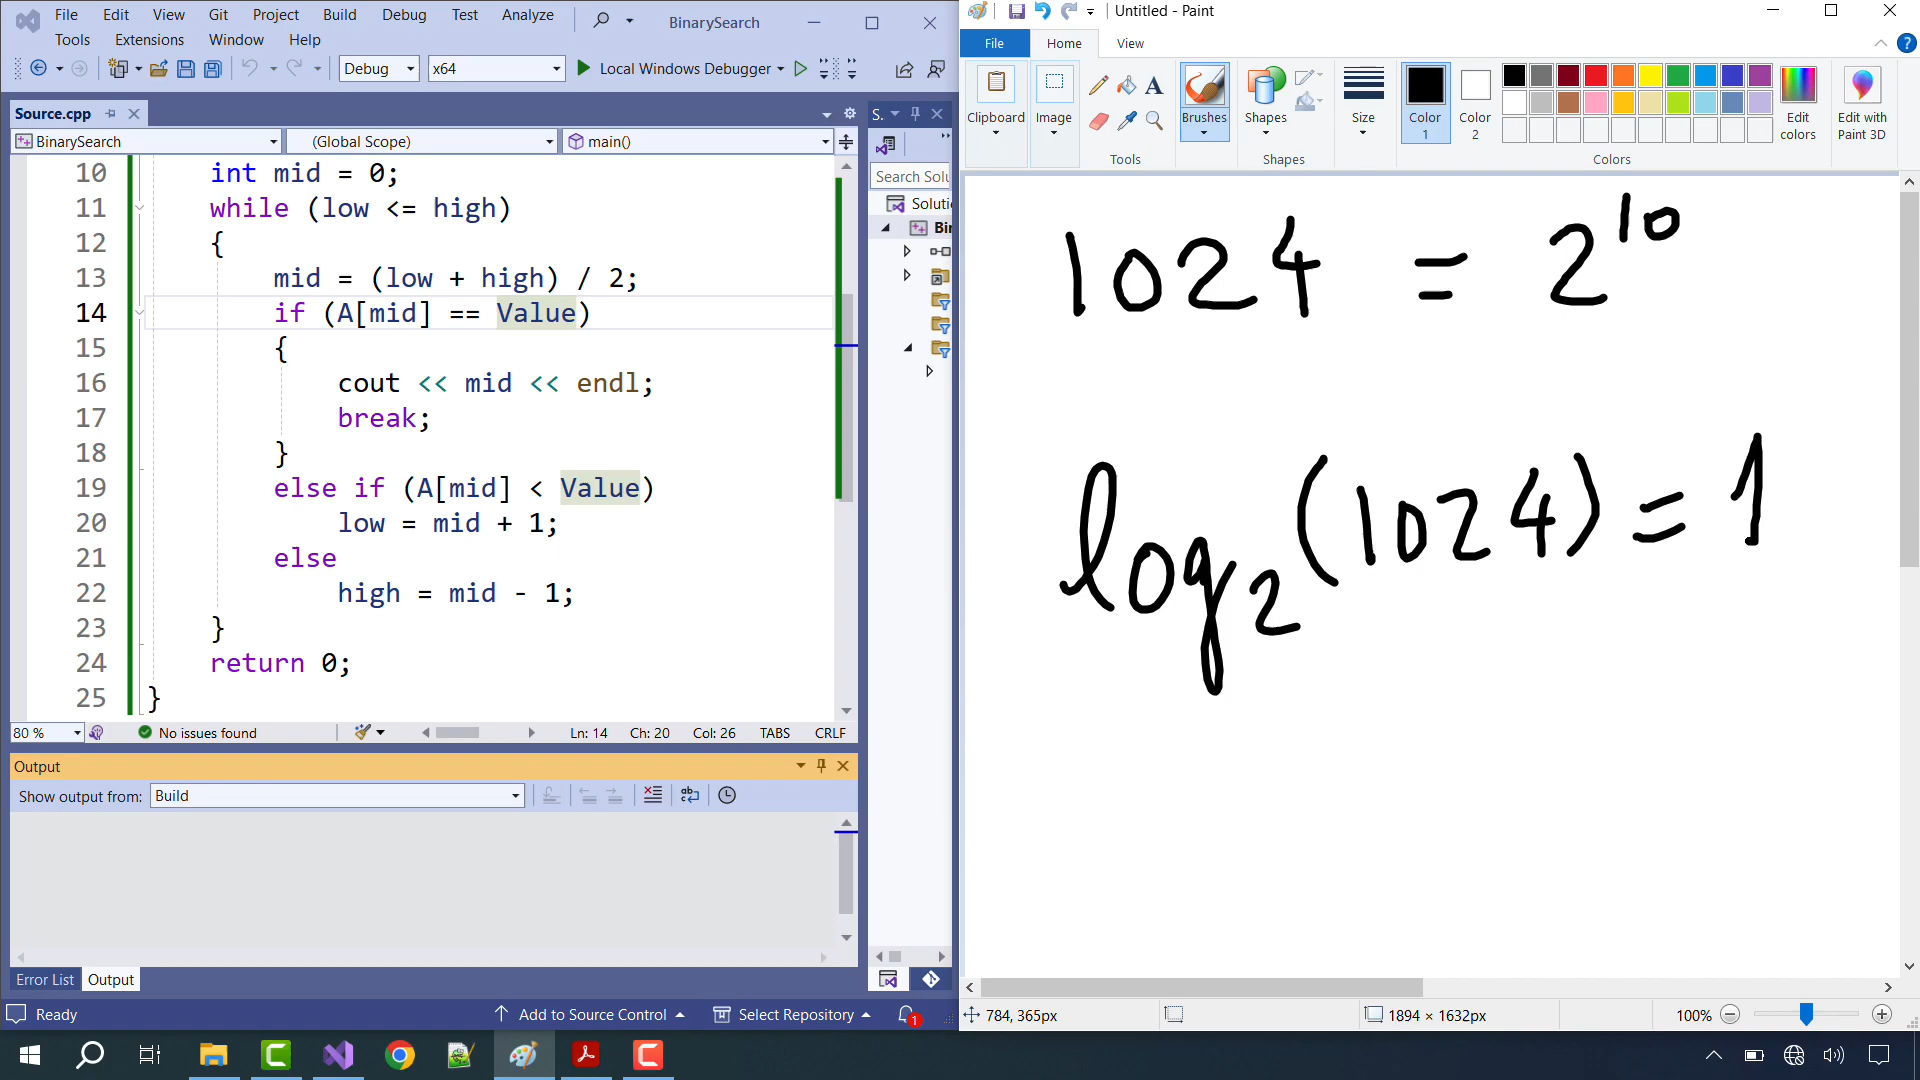 File Edit View Git Project Build Debug Test Analyze BinarySearch
Tools Extensions Window Help
Debug x64 Local Windows Debugger
Source.cpp
BinarySearch (Global Scope) main()
10 int mid = 0;
11 while (low <= high)
12 {
13 mid = (low + high) / 2;
14 if (A[mid] == Value)
15 {
16 cout << mid << endl;
17 break;
18 }
19 else if (A[mid] < Value)
20 low = mid + 1;
21 else
22 high = mid - 1;
23 }
24 return 0;
25 }
80 % No issues found Ln: 14 Ch: 20 Col: 26 TABS CRLF
Output
Show output from: Build
Error List Output
Ready Add to Source Control Select Repository 1
S.
Search Solu
Soluti
Bin
Untitled - Paint
File Home View
Clipboard Image Tools Brushes Shapes Size Color 1 Color 2 Edit colors Edit with Paint 3D
Shapes Colors
1024 = 2^10
log_2(1024) = 1
784, 365px 1894 × 1632px 100%